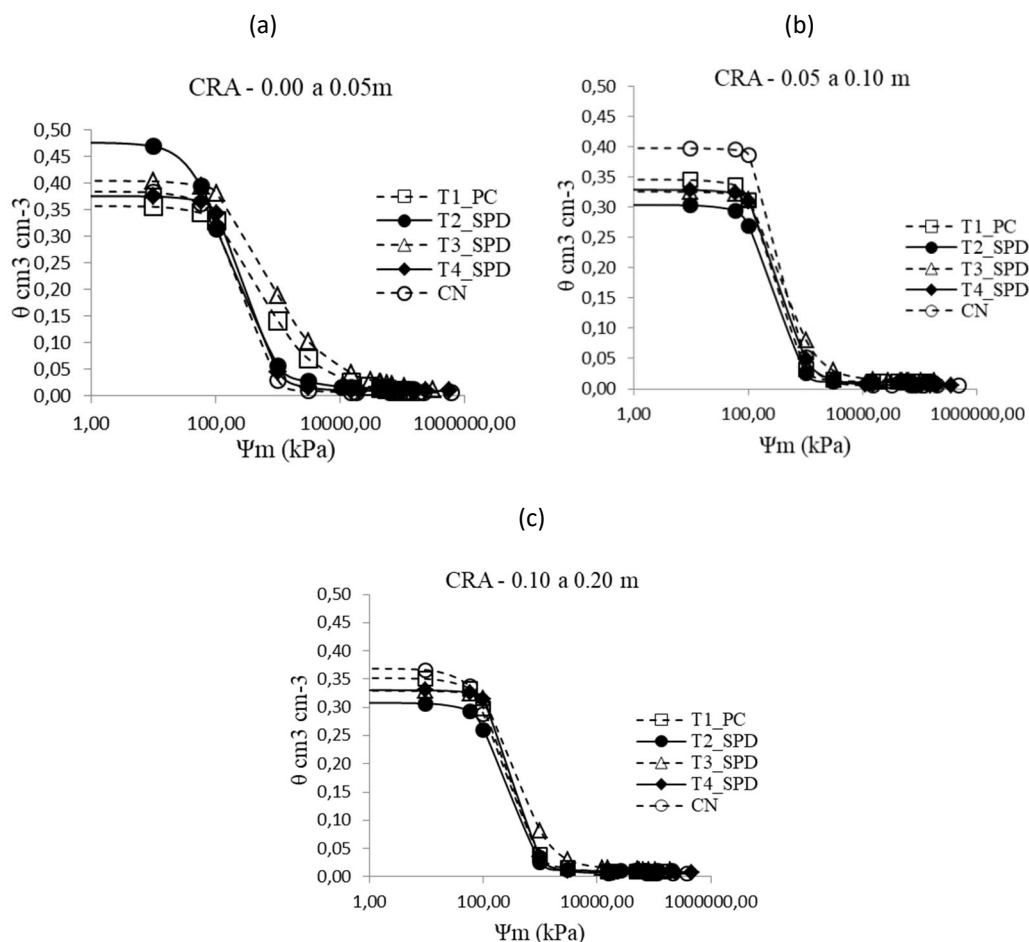 (a)
CRA - 0.00 a 0.05m
0,50
0,45
0,40
0,35
0,30
0,25
0,20
0,15
0,10
0,05
0,00
θ cm3 cm-3
1,00 100,00 10000,00 1000000,00
Ψm (kPa)
T1_PC
T2_SPD
T3_SPD
T4_SPD
CN
(b)
CRA - 0.05 a 0.10 m
0,50
0,45
0,40
0,35
0,30
0,25
0,20
0,15
0,10
0,05
0,00
θ cm3 cm-3
1,00 100,00 10000,00 1000000,00
Ψm (kPa)
T1_PC
T2_SPD
T3_SPD
T4_SPD
CN
(c)
CRA - 0.10 a 0.20 m
0,50
0,45
0,40
0,35
0,30
0,25
0,20
0,15
0,10
0,05
0,00
θ cm3 cm-3
1,00 100,00 10000,00 1000000,00
Ψm (kPa)
T1_PC
T2_SPD
T3_SPD
T4_SPD
CN